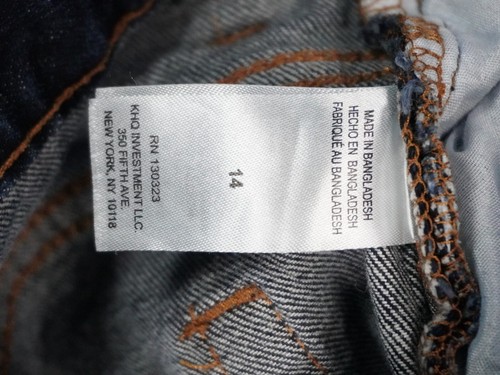 MADE IN BANGLADESH
HECHO EN BANGLADESH
FABRIQUÉ AU BANGLADESH
14
RN 130323
KHQ INVESTMENT LLC.
350 FIFTH AVE.
NEW YORK, NY 10118